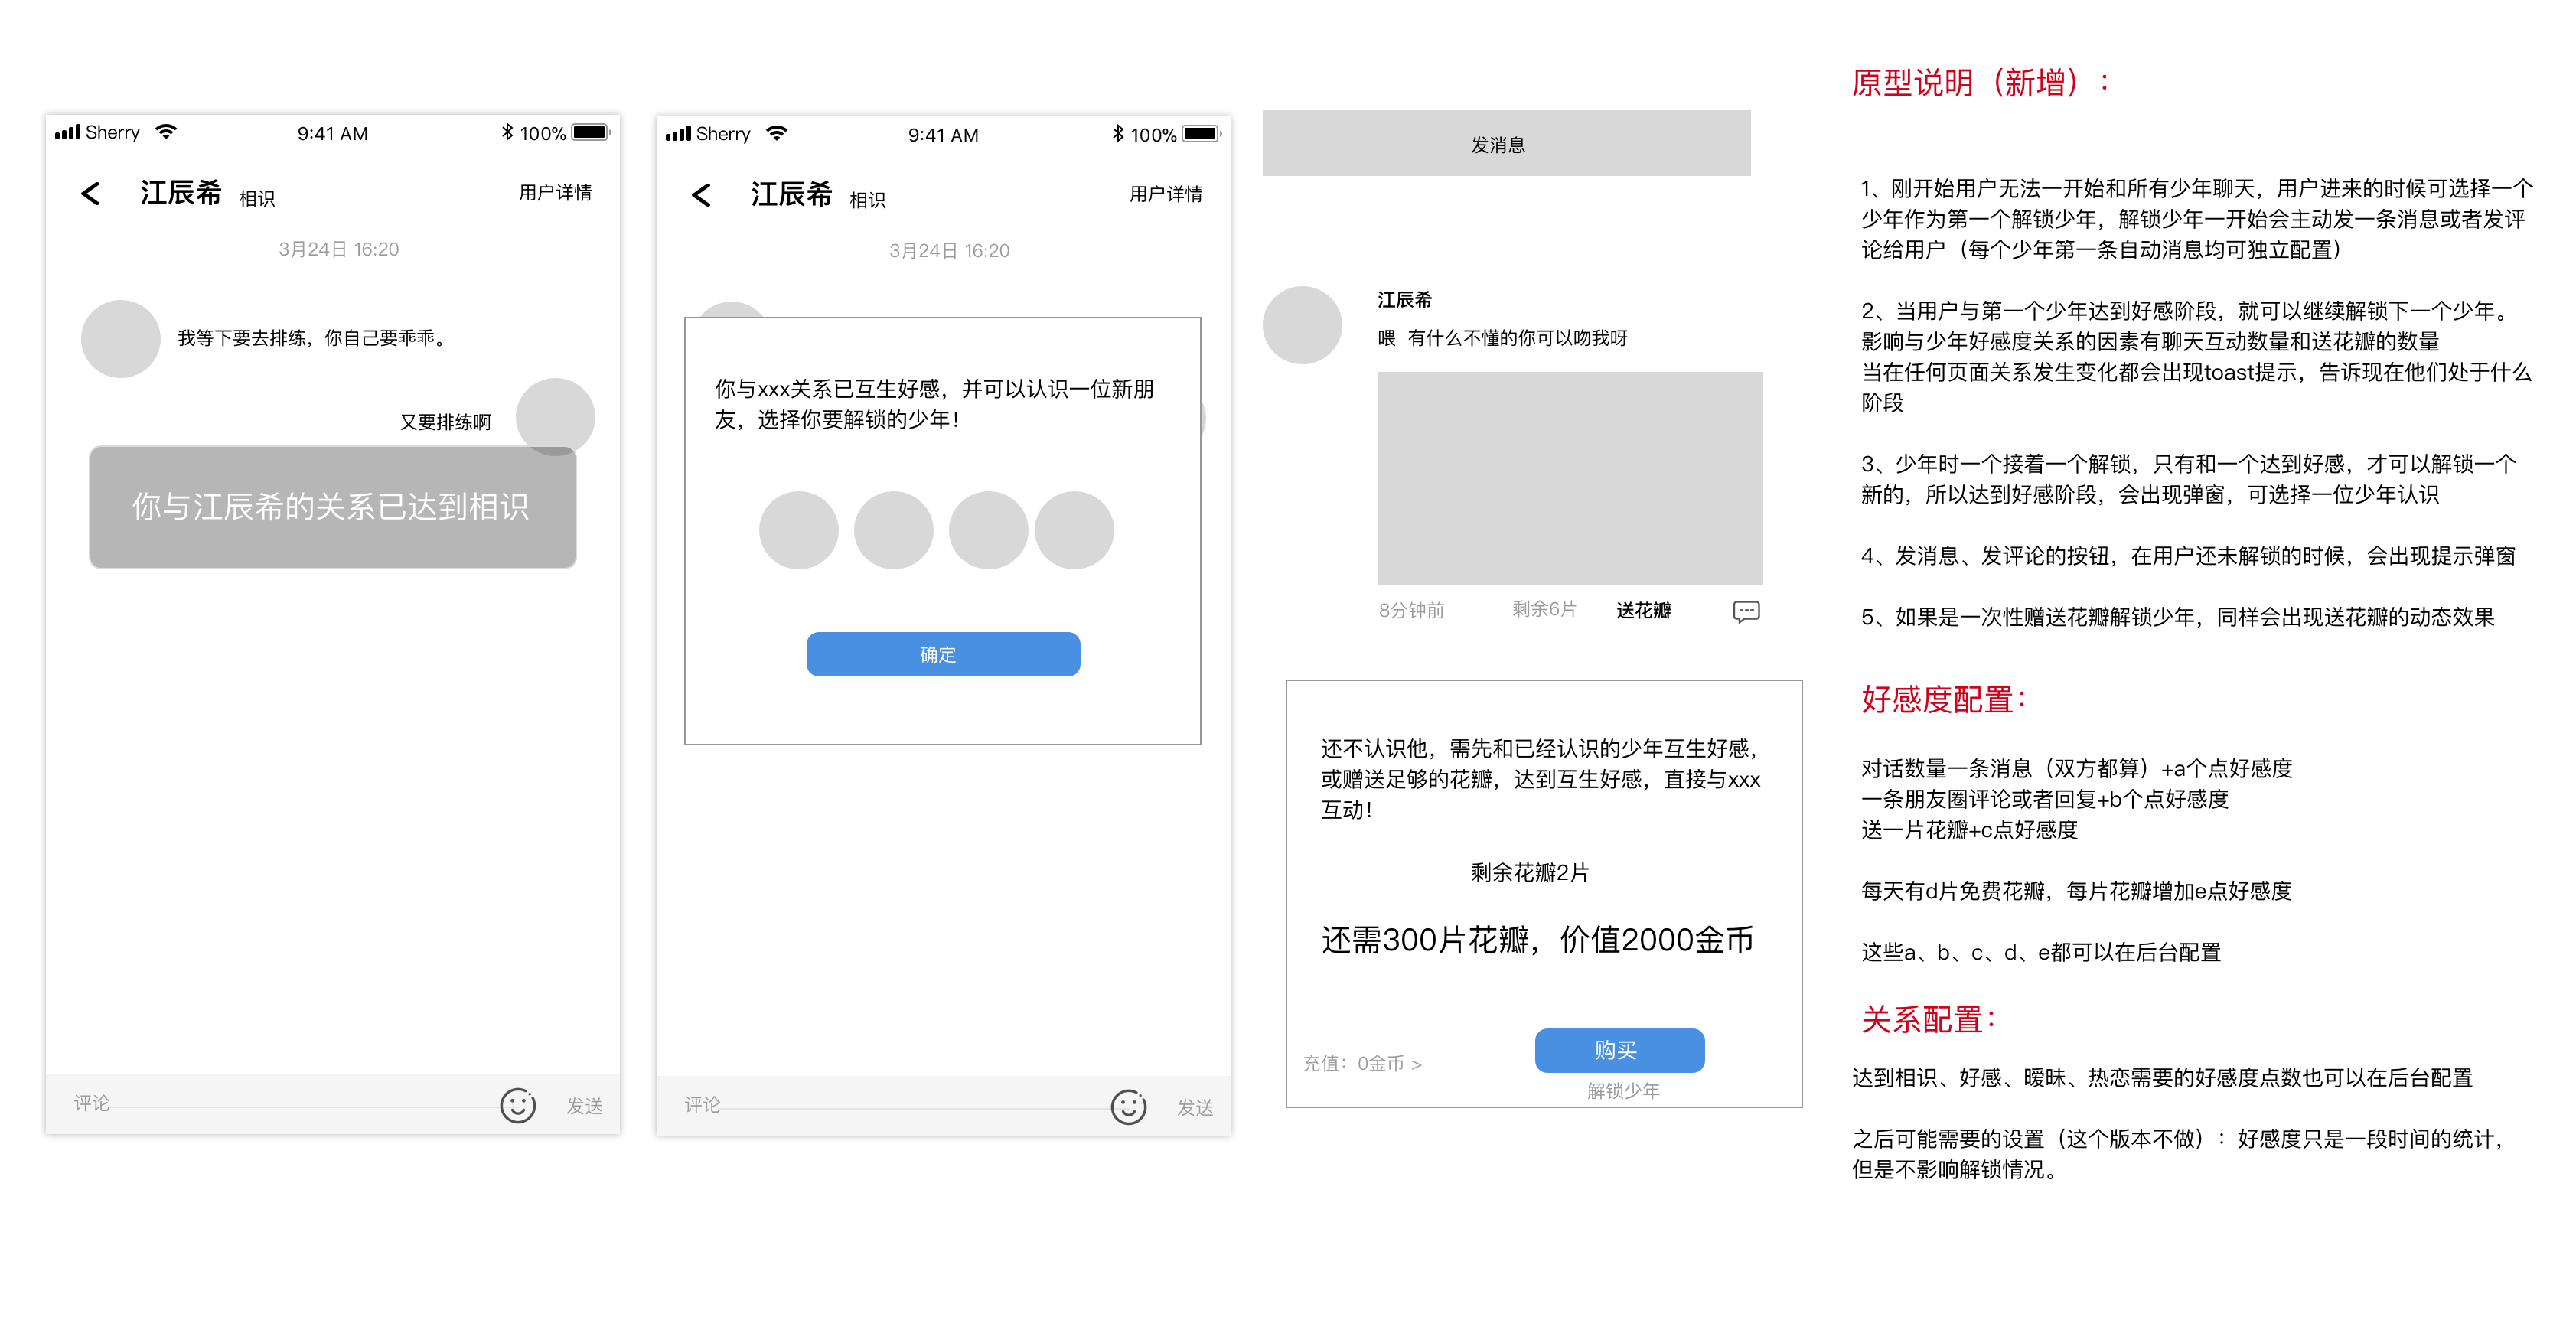 Sherry 9:41 AM 100%
江辰希 相识 用户详情
3月24日 16:20
我等下要去排练，你自己要乖乖。
又要排练啊
你与江辰希的关系已达到相识
评论 发送
Sherry 9:41 AM 100%
江辰希 相识 用户详情
3月24日 16:20
你与xxx关系已互生好感，并可以认识一位新朋
友，选择你要解锁的少年！
确定
评论 发送
发消息
江辰希
喂 有什么不懂的你可以吻我呀
8分钟前 剩余6片 送花瓣
还不认识他，需先和已经认识的少年互生好感，
或赠送足够的花瓣，达到互生好感，直接与xxx
互动！
剩余花瓣2片
还需300片花瓣，价值2000金币
充值：0金币 > 购买
解锁少年
原型说明（新增）：
1、刚开始用户无法一开始和所有少年聊天，用户进来的时候可选择一个
少年作为第一个解锁少年，解锁少年一开始会主动发一条消息或者发评
论给用户（每个少年第一条自动消息均可独立配置）
2、当用户与第一个少年达到好感阶段，就可以继续解锁下一个少年。
影响与少年好感度关系的因素有聊天互动数量和送花瓣的数量
当在任何页面关系发生变化都会出现toast提示，告诉现在他们处于什么
阶段
3、少年时一个接着一个解锁，只有和一个达到好感，才可以解锁一个
新的，所以达到好感阶段，会出现弹窗，可选择一位少年认识
4、发消息、发评论的按钮，在用户还未解锁的时候，会出现提示弹窗
5、如果是一次性赠送花瓣解锁少年，同样会出现送花瓣的动态效果
好感度配置：
对话数量一条消息（双方都算）+a个点好感度
一条朋友圈评论或者回复+b个点好感度
送一片花瓣+c点好感度
每天有d片免费花瓣，每片花瓣增加e点好感度
这些a、b、c、d、e都可以在后台配置
关系配置：
达到相识、好感、暧昧、热恋需要的好感度点数也可以在后台配置
之后可能需要的设置（这个版本不做）：好感度只是一段时间的统计，
但是不影响解锁情况。